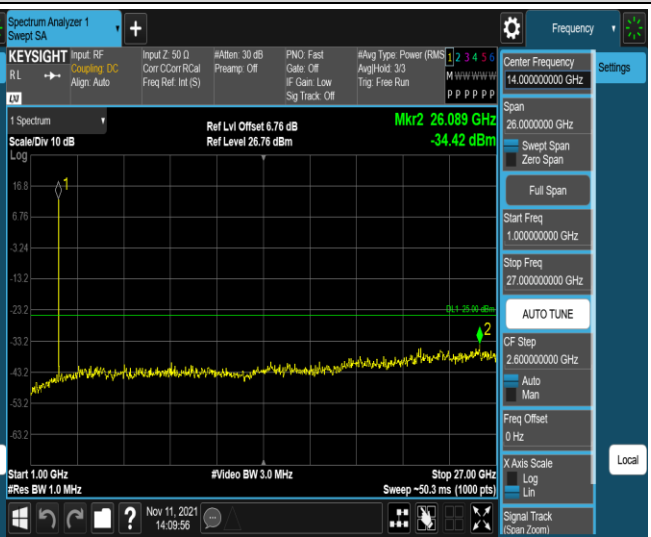 Spectrum Analyzer 1
Swept SA
Frequency
KEYSIGHT
RL
Input: RF
Coupling: DC
Align: Auto
Input Z: 50 Ω
Corr CCorr RCal
Freq Ref: Int (S)
#Atten: 30 dB
Preamp: Off
PNO: Fast
Gate: Off
IF Gain: Low
Sig Track: Off
#Avg Type: Power (RMS
Avg|Hold: 3/3
Trig: Free Run
1 2 3 4 5 6
M W W W W W
P P P P P P
LXI
1 Spectrum
Scale/Div 10 dB
Log
Ref Lvl Offset 6.76 dB
Ref Level 26.76 dBm
Mkr2 26.089 GHz
-34.42 dBm
16.8
6.76
-3.24
-13.2
-23.2
-33.2
-43.2
-53.2
-63.2
1
DL1 -25.00 dBm
2
Start 1.00 GHz
#Res BW 1.0 MHz
#Video BW 3.0 MHz
Stop 27.00 GHz
Sweep ~50.3 ms (1000 pts)
Nov 11, 2021
14:09:56
?
Center Frequency
14.000000000 GHz
Span
26.0000000 GHz
Swept Span
Zero Span
Full Span
Start Freq
1.000000000 GHz
Stop Freq
27.000000000 GHz
AUTO TUNE
CF Step
2.600000000 GHz
Auto
Man
Freq Offset
0 Hz
X Axis Scale
Log
Lin
Signal Track
(Span Zoom)
Settings
Local